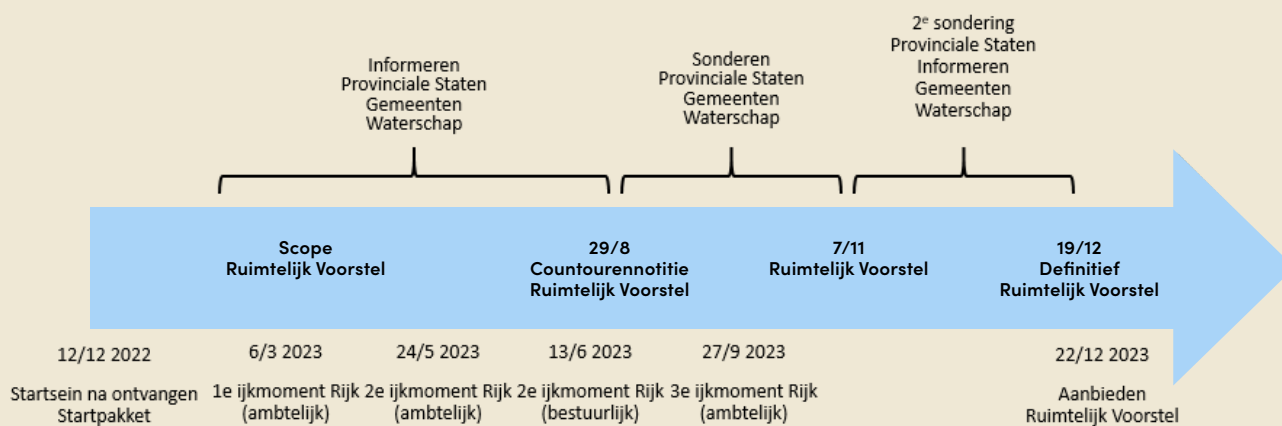 Informeren
Provinciale Staten
Gemeenten
Waterschap
Sonderen
Provinciale Staten
Gemeenten
Waterschap
2e sondering
Provinciale Staten
Informeren
Gemeenten
Waterschap
Scope
Ruimtelijk Voorstel
29/8
Countourennotitie
Ruimtelijk Voorstel
7/11
Ruimtelijk Voorstel
19/12
Definitief
Ruimtelijk Voorstel
12/12 2022
Startsein na ontvangen
Startpakket
6/3 2023
1e ijkmoment Rijk
(ambtelijk)
24/5 2023
2e ijkmoment Rijk
(ambtelijk)
13/6 2023
2e ijkmoment Rijk
(bestuurlijk)
27/9 2023
3e ijkmoment Rijk
(ambtelijk)
22/12 2023
Aanbieden
Ruimtelijk Voorstel